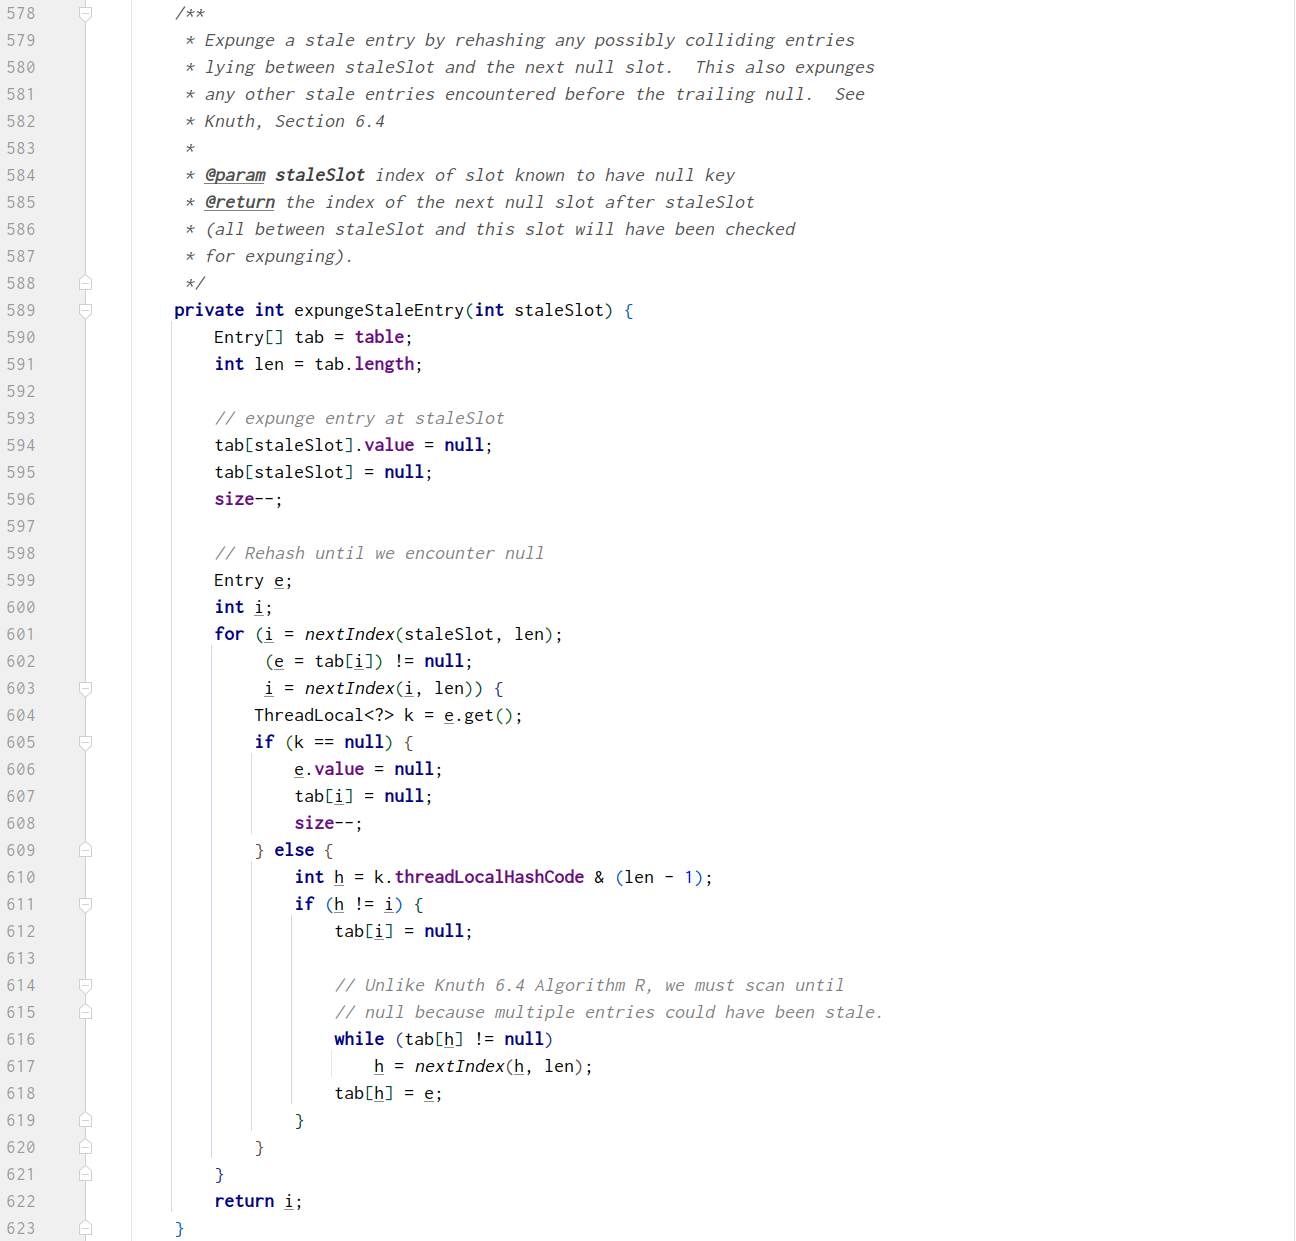 578 /**
579 * Expunge a stale entry by rehashing any possibly colliding entries
580 * lying between staleSlot and the next null slot.  This also expunges
581 * any other stale entries encountered before the trailing null.  See
582 * Knuth, Section 6.4
583 *
584 * @param staleSlot index of slot known to have null key
585 * @return the index of the next null slot after staleSlot
586 * (all between staleSlot and this slot will have been checked
587 * for expunging).
588 */
589 private int expungeStaleEntry(int staleSlot) {
590 Entry[] tab = table;
591 int len = tab.length;
592
593 // expunge entry at staleSlot
594 tab[staleSlot].value = null;
595 tab[staleSlot] = null;
596 size--;
597
598 // Rehash until we encounter null
599 Entry e;
600 int i;
601 for (i = nextIndex(staleSlot, len);
602 (e = tab[i]) != null;
603 i = nextIndex(i, len)) {
604 ThreadLocal<?> k = e.get();
605 if (k == null) {
606 e.value = null;
607 tab[i] = null;
608 size--;
609 } else {
610 int h = k.threadLocalHashCode & (len - 1);
611 if (h != i) {
612 tab[i] = null;
613
614 // Unlike Knuth 6.4 Algorithm R, we must scan until
615 // null because multiple entries could have been stale.
616 while (tab[h] != null)
617 h = nextIndex(h, len);
618 tab[h] = e;
619 }
620 }
621 }
622 return i;
623 }